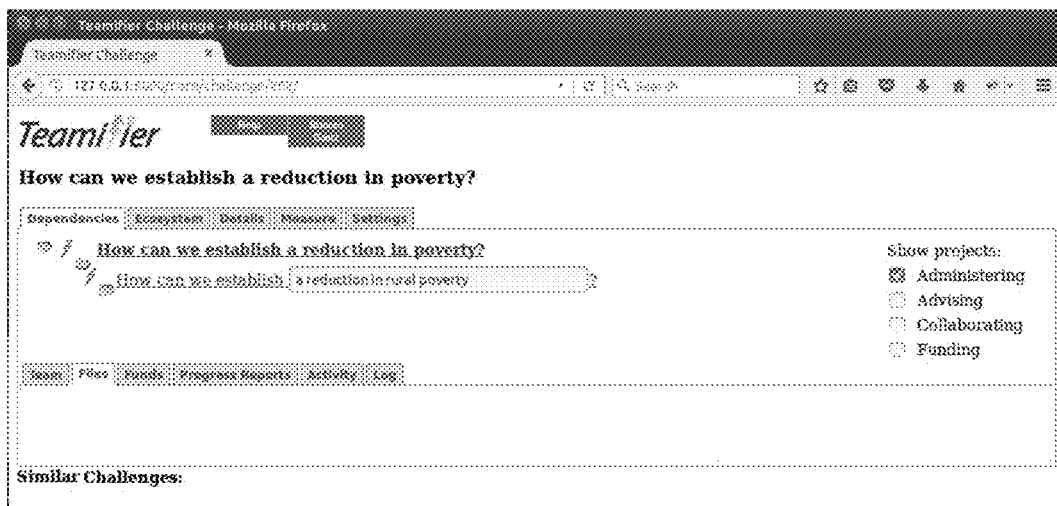 Teamifier Challenge - Mozilla Firefox
Teamifier Challenge
127.0.0.1
Search
Teamifier
How can we establish a reduction in poverty?
Dependencies Ecosystem Details Measure Settings
How can we establish a reduction in poverty?
How can we establish a reduction in rural poverty ?
Show projects:
Administering
Advising
Collaborating
Funding
Team Files Funds Progress Reports Activity Log
Similar Challenges: